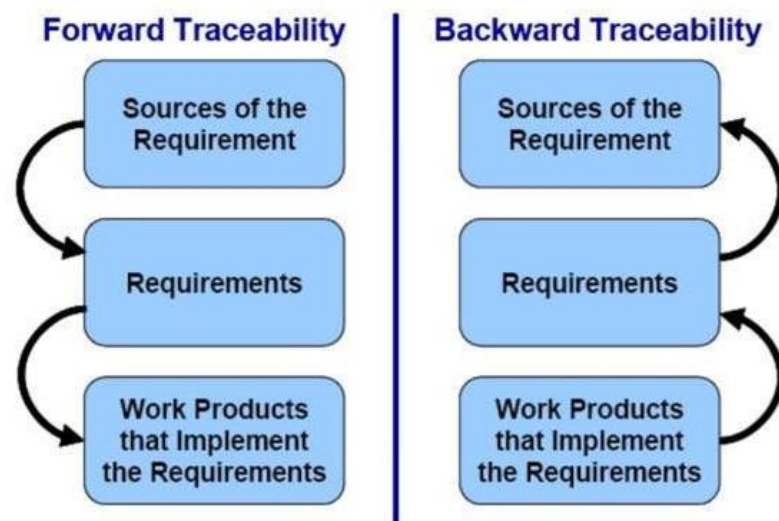 Forward Traceability
Sources of the
Requirement
Requirements
Work Products
that Implement
the Requirements
Backward Traceability
Sources of the
Requirement
Requirements
Work Products
that Implement
the Requirements